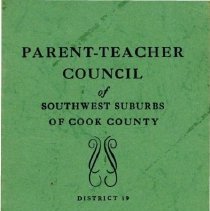 PARENT-TEACHER
COUNCIL
of
SOUTHWEST SUBURBS
OF COOK COUNTY
DISTRICT 19